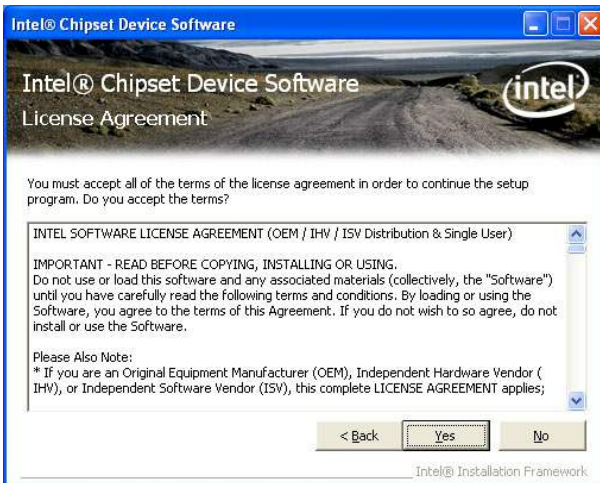 Intel® Chipset Device Software
Intel® Chipset Device Software
License Agreement
intel
You must accept all of the terms of the license agreement in order to continue the setup
program. Do you accept the terms?
INTEL SOFTWARE LICENSE AGREEMENT (OEM / IHV / ISV Distribution & Single User)
IMPORTANT - READ BEFORE COPYING, INSTALLING OR USING.
Do not use or load this software and any associated materials (collectively, the "Software")
until you have carefully read the following terms and conditions. By loading or using the
Software, you agree to the terms of this Agreement. If you do not wish to so agree, do not
install or use the Software.
Please Also Note:
* If you are an Original Equipment Manufacturer (OEM), Independent Hardware Vendor (
IHV), or Independent Software Vendor (ISV), this complete LICENSE AGREEMENT applies;
< Back Yes No
Intel® Installation Framework